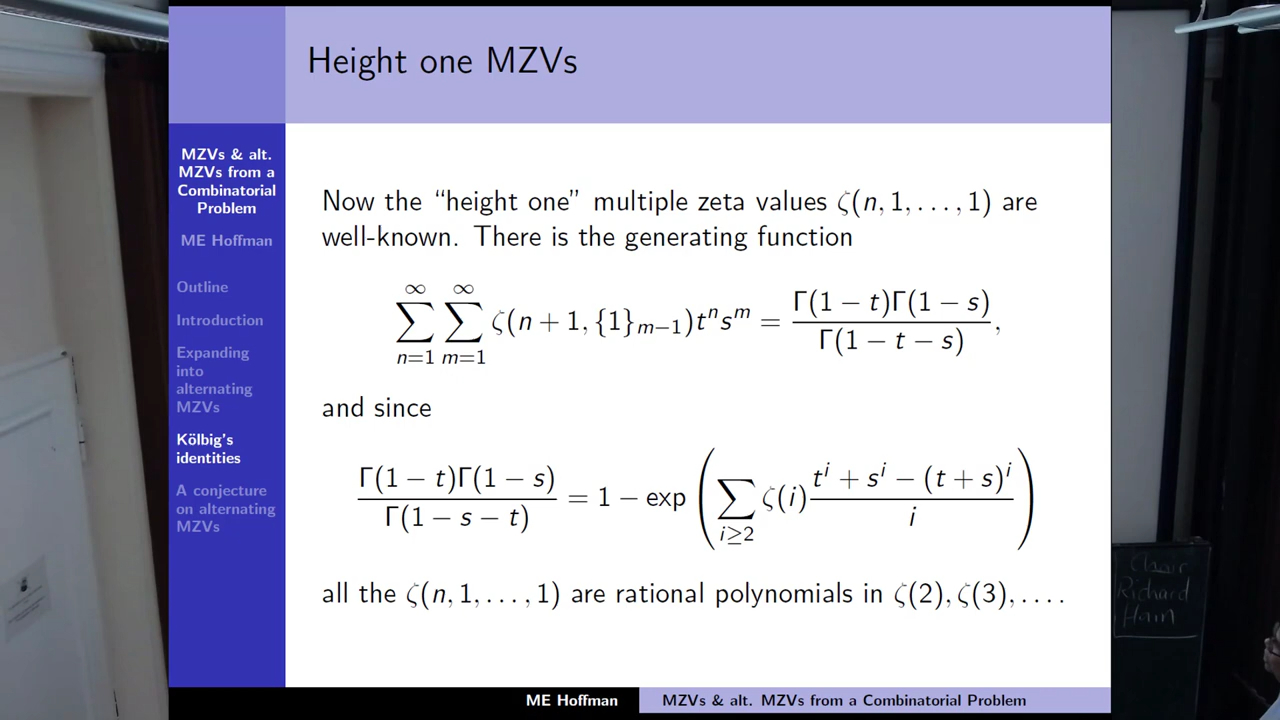 Height one MZVs
MZVs & alt.
MZVs from a
Combinatorial
Problem
ME Hoffman
Outline
Introduction
Expanding
into
alternating
MZVs
Kölbig's
identities
A conjecture
on alternating
MZVs
Now the “height one” multiple zeta values ζ(n, 1, . . . , 1) are
well-known. There is the generating function
∑_{n=1}^{∞} ∑_{m=1}^{∞} ζ(n + 1, {1}_{m−1})t^n s^m = Γ(1 − t)Γ(1 − s) / Γ(1 − t − s),
and since
Γ(1 − t)Γ(1 − s) / Γ(1 − s − t) = 1 − exp ( ∑_{i≥2} ζ(i) (t^i + s^i − (t + s)^i) / i )
all the ζ(n, 1, . . . , 1) are rational polynomials in ζ(2), ζ(3), . . . .
ME Hoffman
MZVs & alt. MZVs from a Combinatorial Problem
Chair
Richard
Hain